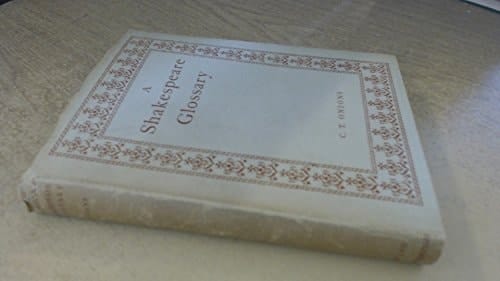 A
Shakespeare
Glossary
C. T. ONIONS